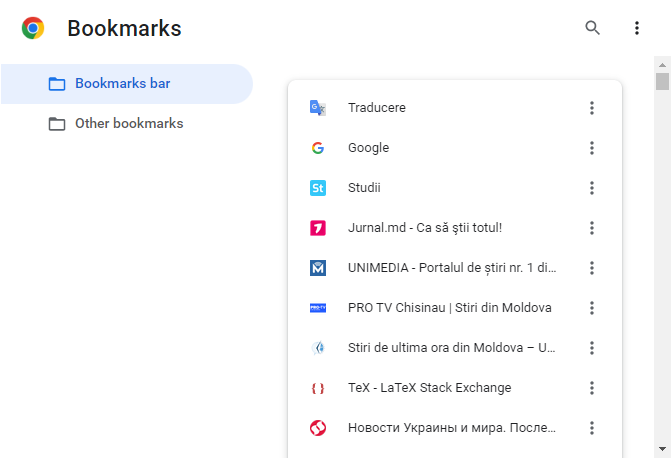 Bookmarks
Bookmarks bar
Other bookmarks
Traducere
Google
St Studii
Jurnal.md - Ca să ştii totul!
UNIMEDIA - Portalul de știri nr. 1 di...
PRO TV Chisinau | Stiri din Moldova
Stiri de ultima ora din Moldova – U...
TeX - LaTeX Stack Exchange
Новости Украины и мира. После...